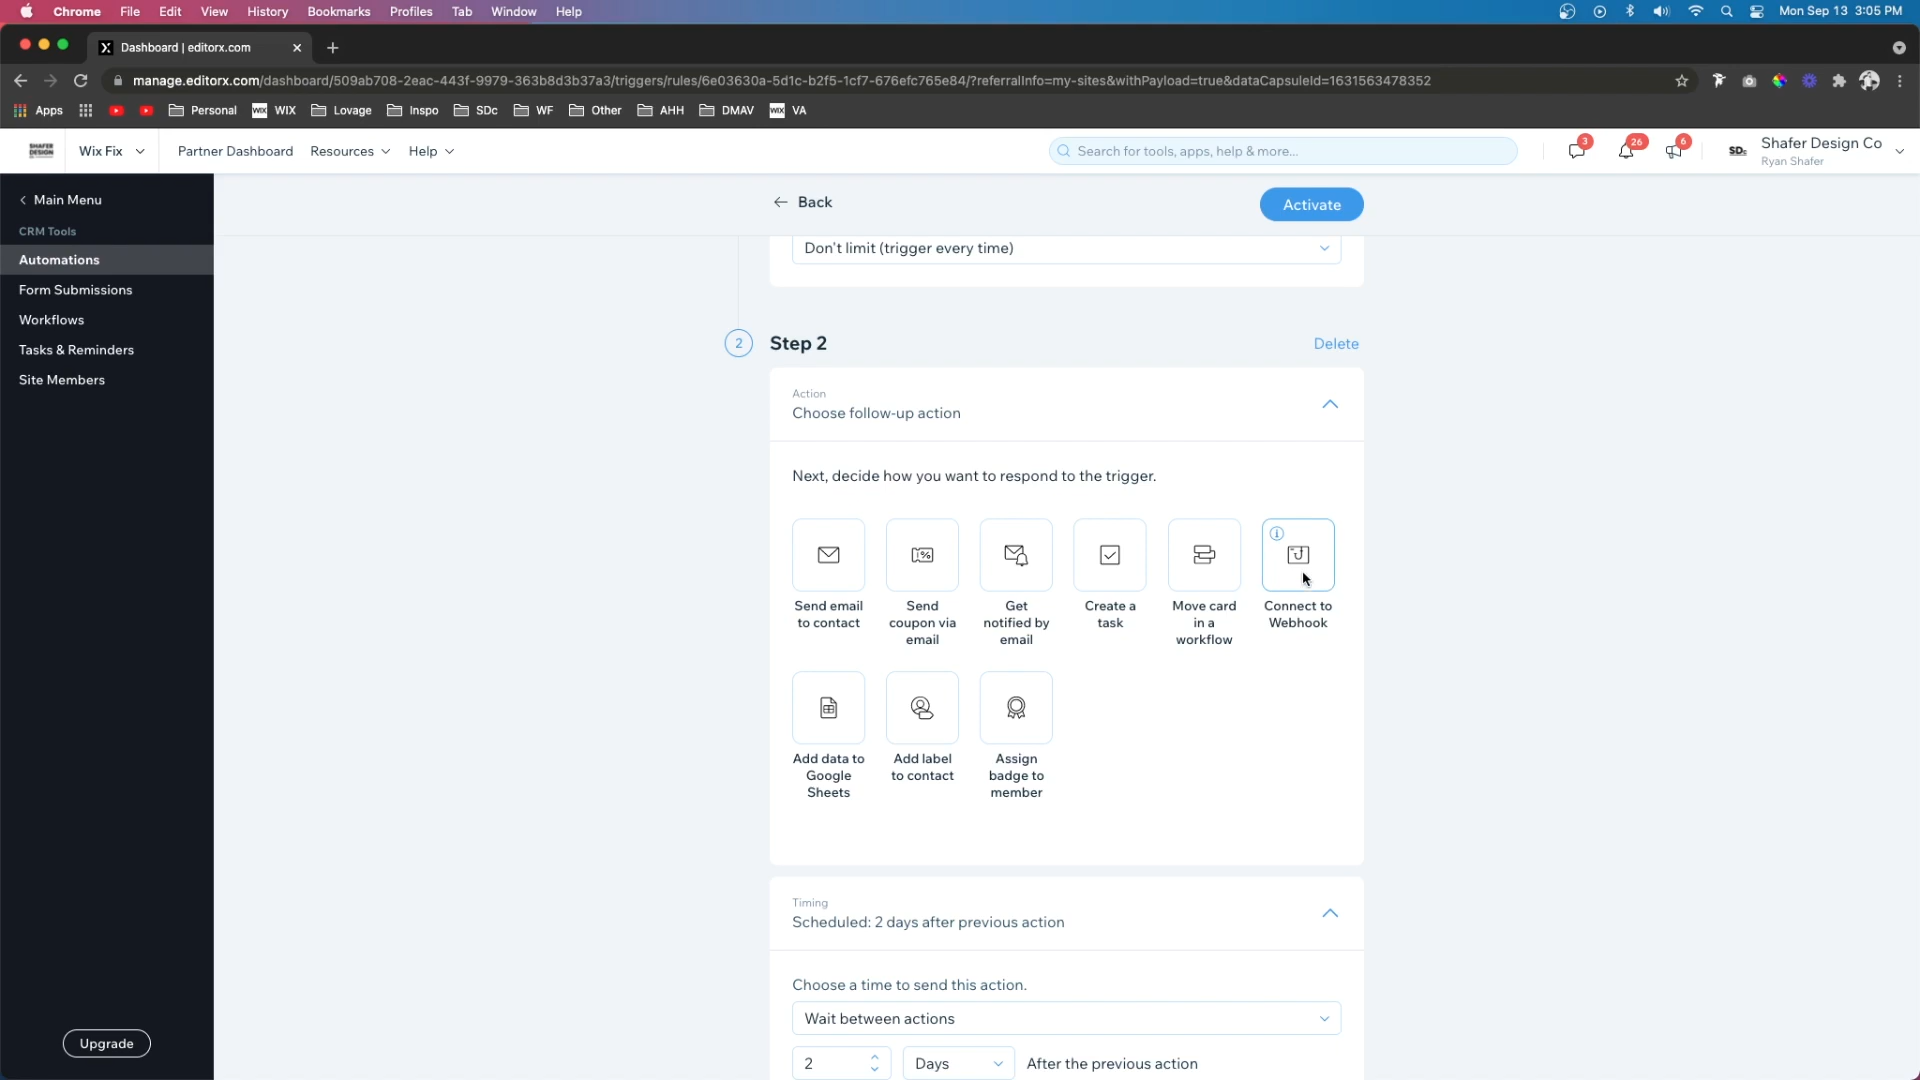 Chrome File Edit View History Bookmarks Profiles Tab Window Help Mon Sep 13 3:05 PM
Dashboard | editorx.com
manage.editorx.com/dashboard/509ab708-2eac-443f-9979-363b8d3b37a3/triggers/rules/6e03630a-5d1c-b2f5-1cf7-676efc765e84/?referralInfo=my-sites&withPayload=true&dataCapsuleId=1631563478352
Apps Personal WIX WIX Lovage Inspo SDc WF Other AHH DMAV WIX VA
SHAFER DESIGN Wix Fix Partner Dashboard Resources Help Search for tools, apps, help & more... 3 26 6 SDc Shafer Design Co
Ryan Shafer
Main Menu
CRM Tools
Automations
Form Submissions
Workflows
Tasks & Reminders
Site Members
Upgrade
Back Activate
Don't limit (trigger every time)
2 Step 2 Delete
Action
Choose follow-up action
Next, decide how you want to respond to the trigger.
Send email
to contact
Send
coupon via
email
Get
notified by
email
Create a
task
Move card
in a
workflow
Connect to
Webhook
Add data to
Google
Sheets
Add label
to contact
Assign
badge to
member
Timing
Scheduled: 2 days after previous action
Choose a time to send this action.
Wait between actions
2 Days After the previous action